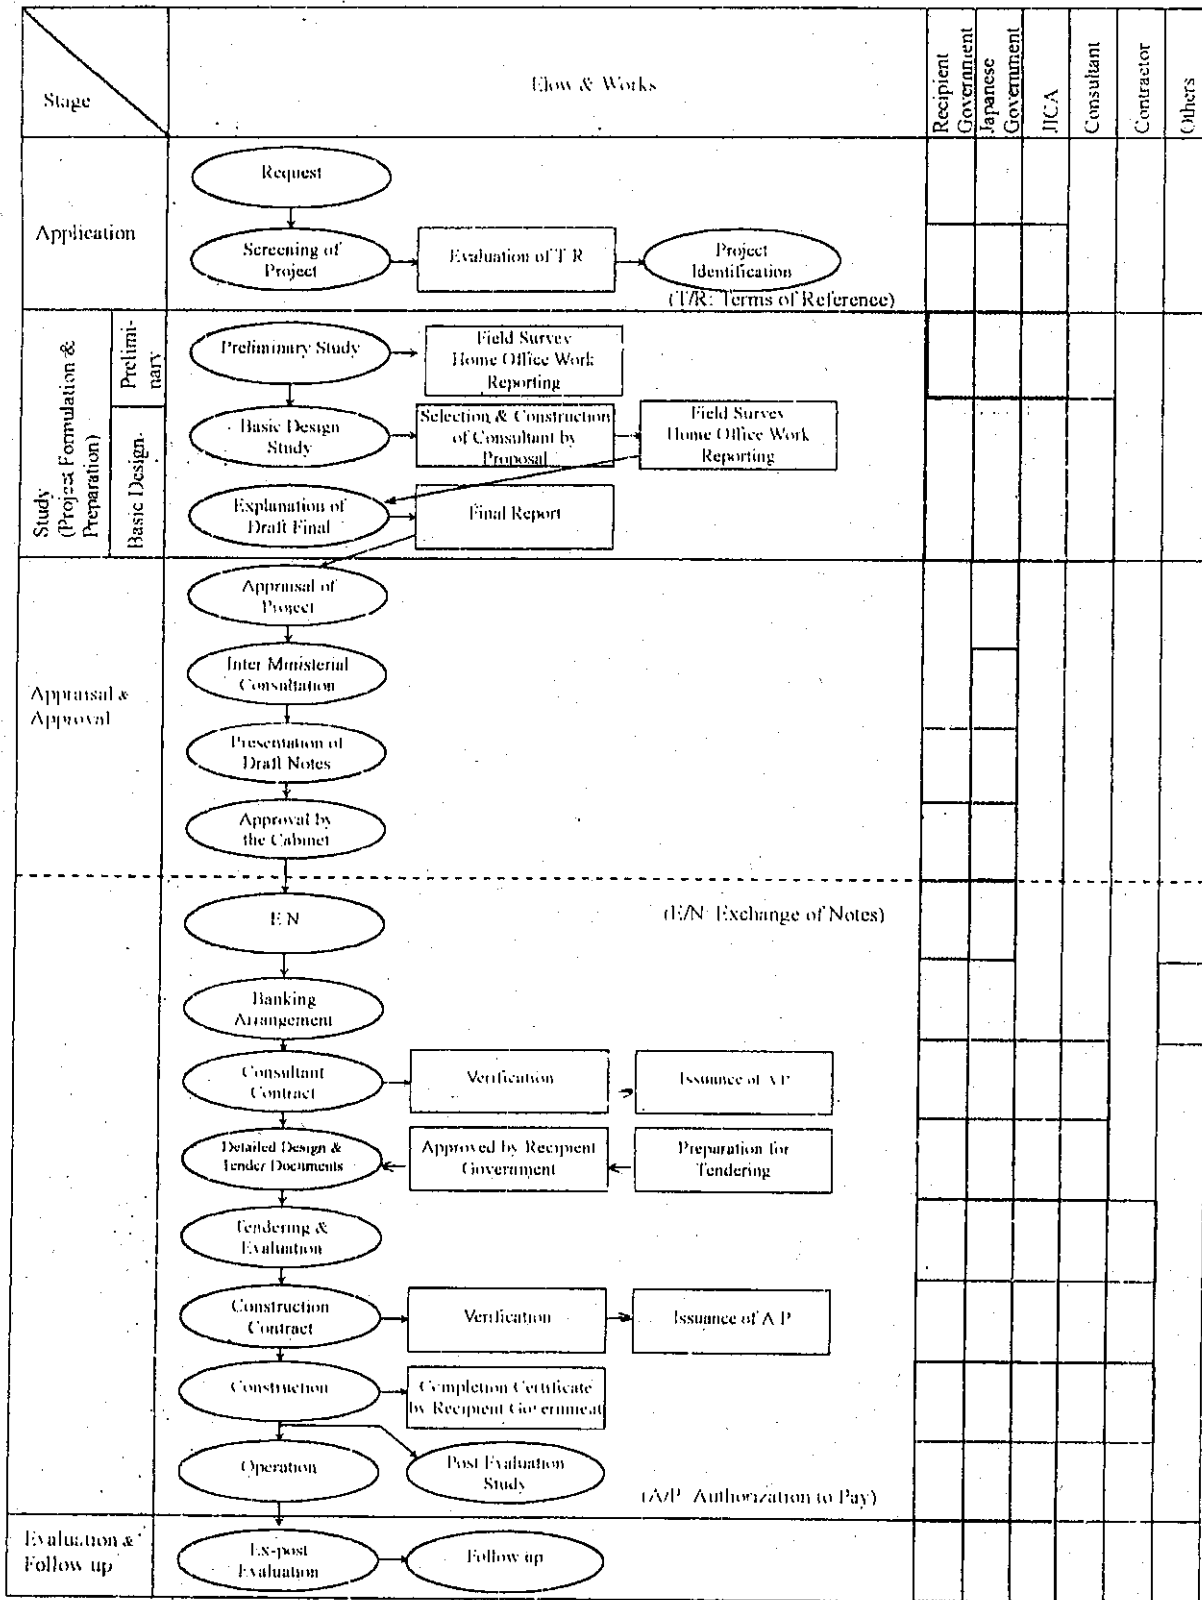 Stage
Flow & Works
Recipient
Government
Japanese
Government
JICA
Consultant
Contractor
Others
Application
Request
Screening of
Project
Evaluation of T R
Project
Identification
(T/R: Terms of Reference)
Study
(Project Formulation &
Preparation)
Prelimi-
nary
Preliminary Study
Field Survey
Home Office Work
Reporting
Basic Design
Basic Design
Study
Selection & Construction
of Consultant by
Proposal
Field Survey
Home Office Work
Reporting
Explanation of
Draft Final
Final Report
Appraisal &
Approval
Appraisal of
Project
Inter Ministerial
Consultation
Presentation of
Draft Notes
Approval by
the Cabinet
E N
(E/N: Exchange of Notes)
Banking
Arrangement
Consultant
Contract
Verification
Issuance of A P
Detailed Design &
Tender Documents
Approved by Recipient
Government
Preparation for
Tendering
Tendering &
Evaluation
Construction
Contract
Verification
Issuance of A P
Construction
Completion Certificate
by Recipient Government
Operation
Post Evaluation
Study
(A/P: Authorization to Pay)
Evaluation &
Follow up
Ex-post
Evaluation
Follow up